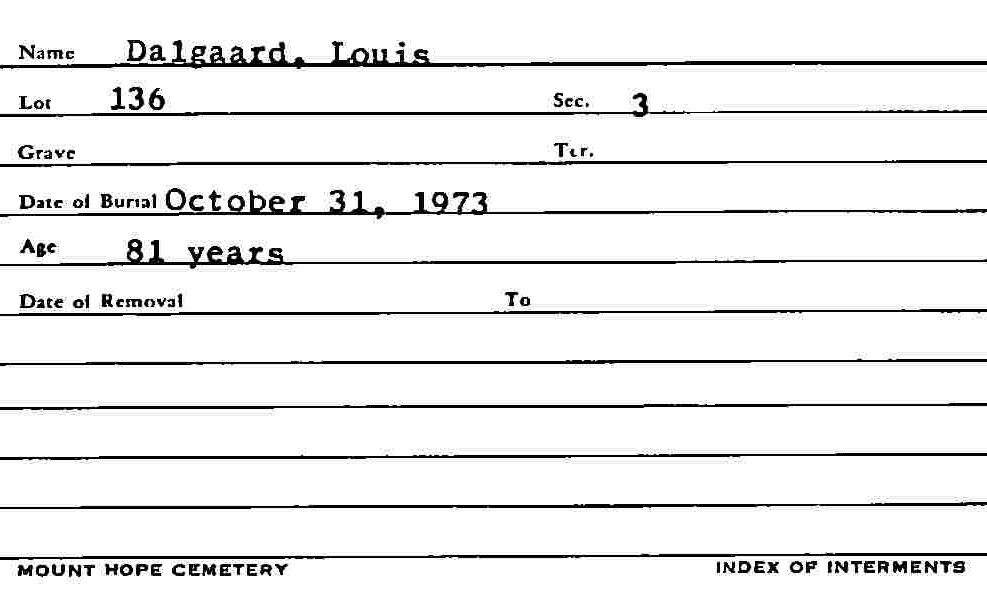 Name Dalgaard, Louis
Lot 136 Sec. 3
Grave Ter.
Date of Burial October 31, 1973
Age 81 years
Date of Removal To
MOUNT HOPE CEMETERY INDEX OF INTERMENTS